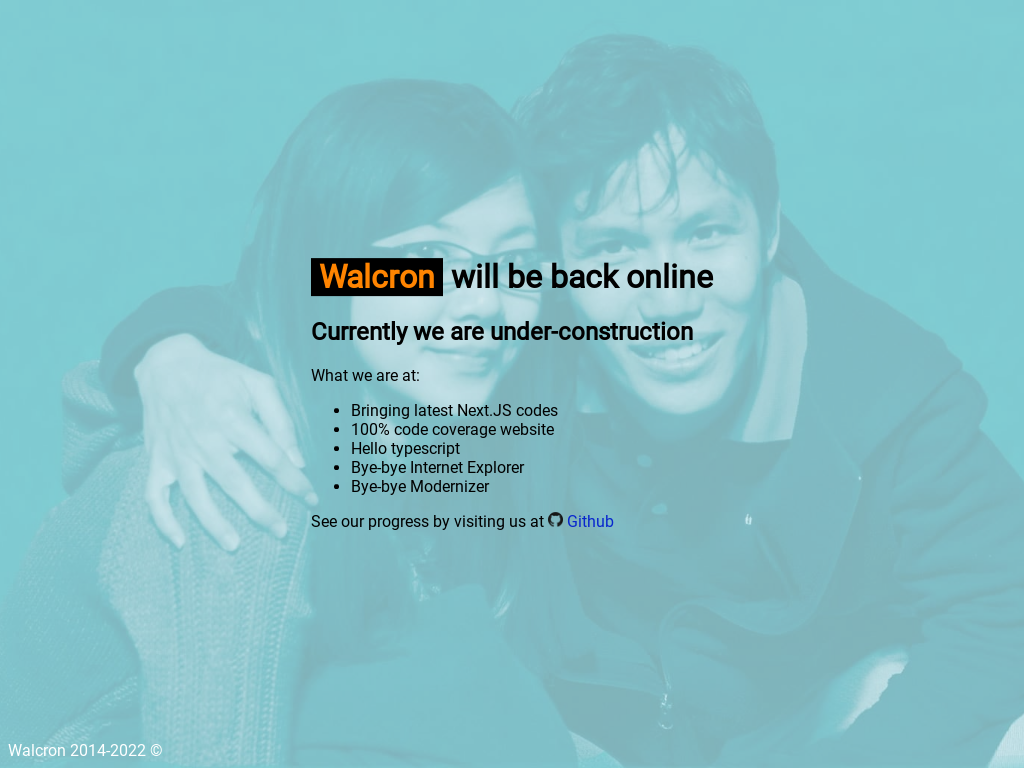 Walcron will be back online
Currently we are under-construction
What we are at:
Bringing latest Next.JS codes
100% code coverage website
Hello typescript
Bye-bye Internet Explorer
Bye-bye Modernizer
See our progress by visiting us at Github
Walcron 2014-2022 ©